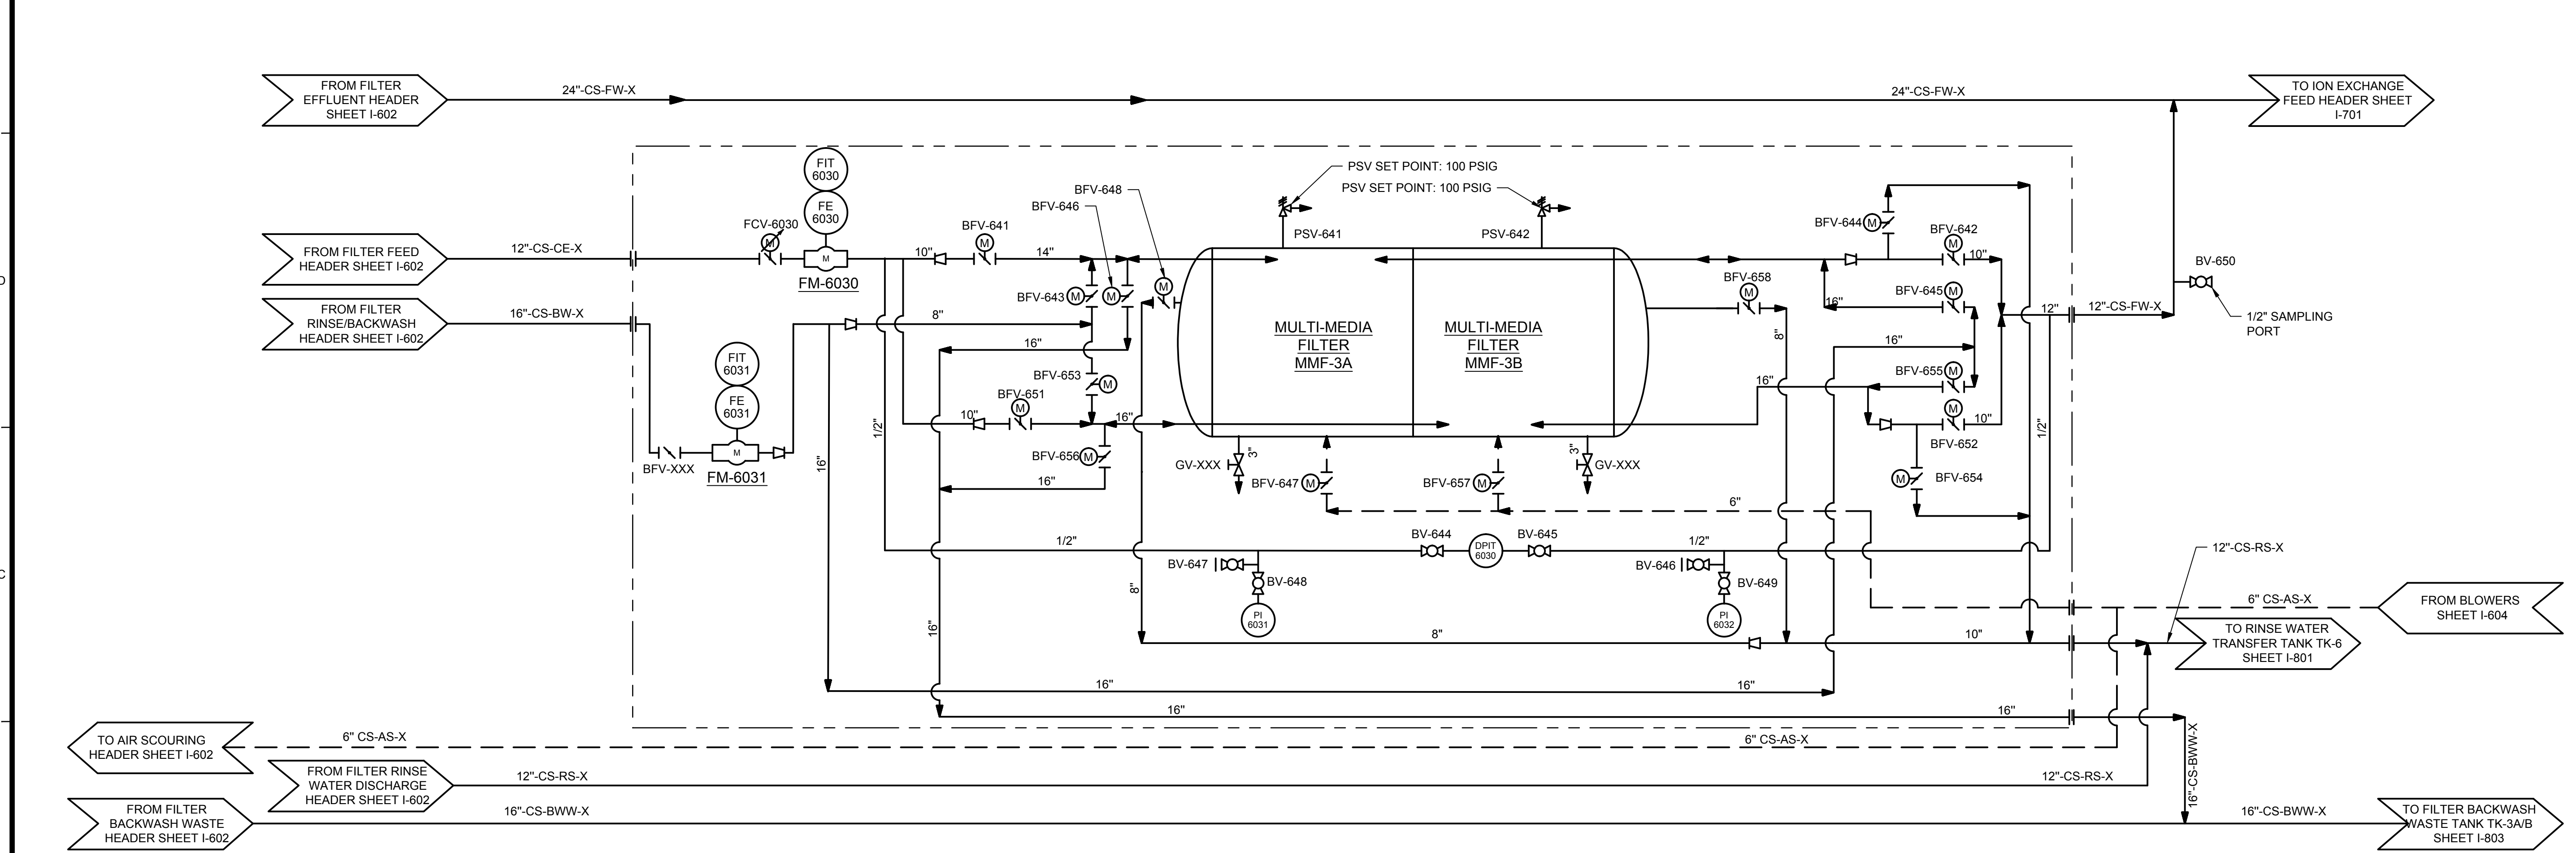 FROM FILTER
EFFLUENT HEADER
SHEET I-602
24"-CS-FW-X
24"-CS-FW-X
TO ION EXCHANGE
FEED HEADER SHEET
I-701
FIT
6030
FE
6030
FCV-6030
M
M
FM-6030
FROM FILTER FEED
HEADER SHEET I-602
12"-CS-CE-X
FROM FILTER
RINSE/BACKWASH
HEADER SHEET I-602
16"-CS-BW-X
FIT
6031
FE
6031
M
BFV-XXX
FM-6031
10"
BFV-641
M
14"
BFV-646
BFV-648
M
BFV-643
M
M
8"
16"
BFV-653
M
BFV-651
M
10"
16"
BFV-656
M
16"
1/2"
16"
16"
8"
PSV SET POINT: 100 PSIG
PSV SET POINT: 100 PSIG
PSV-641
PSV-642
MULTI-MEDIA
FILTER
MMF-3A
MULTI-MEDIA
FILTER
MMF-3B
GV-XXX
3"
3"
GV-XXX
BFV-647
M
BFV-657
M
6"
BFV-658
M
8"
BFV-644
M
BFV-642
M
10"
BFV-645
M
16"
16"
BFV-655
M
16"
M
10"
BFV-652
M
BFV-654
12"
1/2"
12"-CS-FW-X
BV-650
1/2" SAMPLING
PORT
1/2"
BV-644
DPIT
6030
BV-645
1/2"
BV-647
BV-648
PI
6031
BV-646
BV-649
PI
6032
8"
10"
12"-CS-RS-X
6" CS-AS-X
FROM BLOWERS
SHEET I-604
TO RINSE WATER
TRANSFER TANK TK-6
SHEET I-801
16"
16"
16"
16"
TO AIR SCOURING
HEADER SHEET I-602
6" CS-AS-X
6" CS-AS-X
FROM FILTER RINSE
WATER DISCHARGE
HEADER SHEET I-602
12"-CS-RS-X
12"-CS-RS-X
16"-CS-BWW-X
FROM FILTER
BACKWASH WASTE
HEADER SHEET I-602
16"-CS-BWW-X
16"-CS-BWW-X
TO FILTER BACKWASH
WASTE TANK TK-3A/B
SHEET I-803
D
C